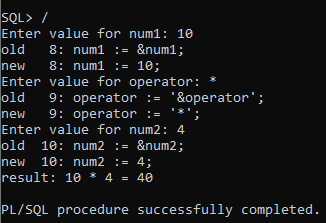 SQL> /
Enter value for num1: 10
old   8: num1 := &num1;
new   8: num1 := 10;
Enter value for operator: *
old   9: operator := '&operator';
new   9: operator := '*';
Enter value for num2: 4
old  10: num2 := &num2;
new  10: num2 := 4;
result: 10 * 4 = 40
PL/SQL procedure successfully completed.